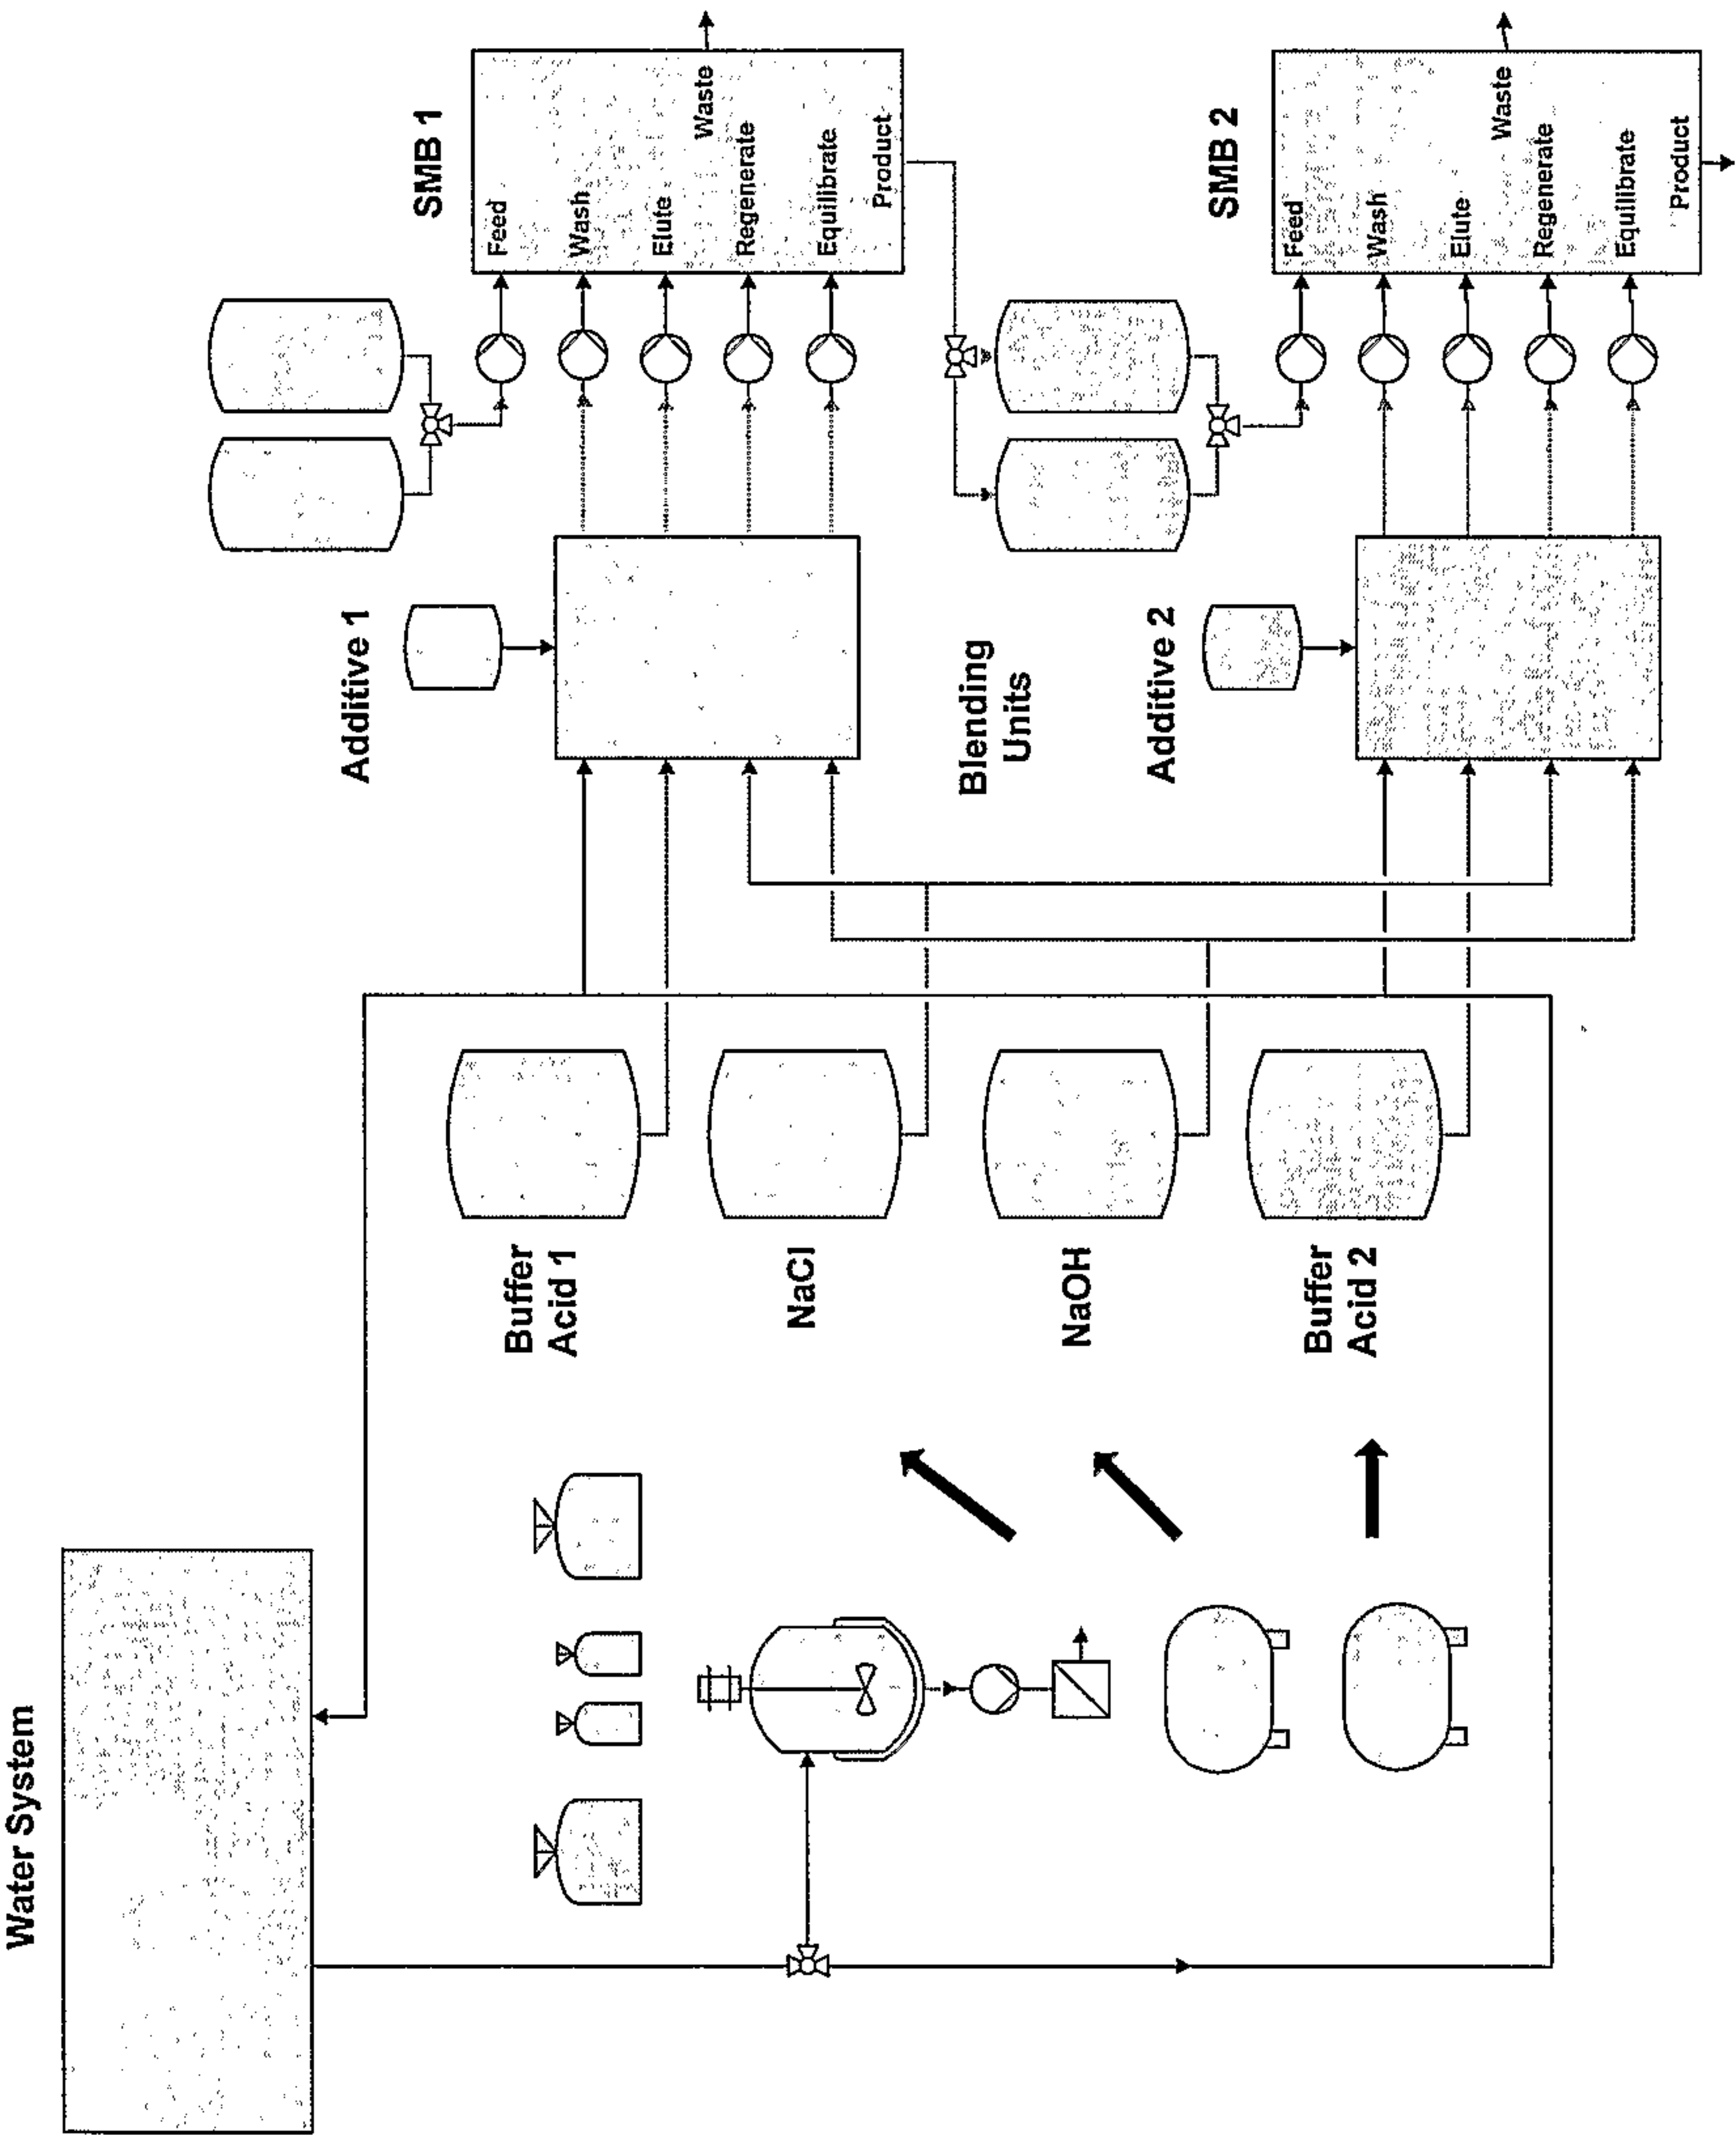 Water System
Buffer
Acid 1
NaCl
NaOH
Buffer
Acid 2
Additive 1
Blending
Units
Additive 2
SMB 1
Feed
Wash
Elute
Regenerate
Equilibrate
Waste
Product
SMB 2
Feed
Wash
Elute
Regenerate
Equilibrate
Waste
Product